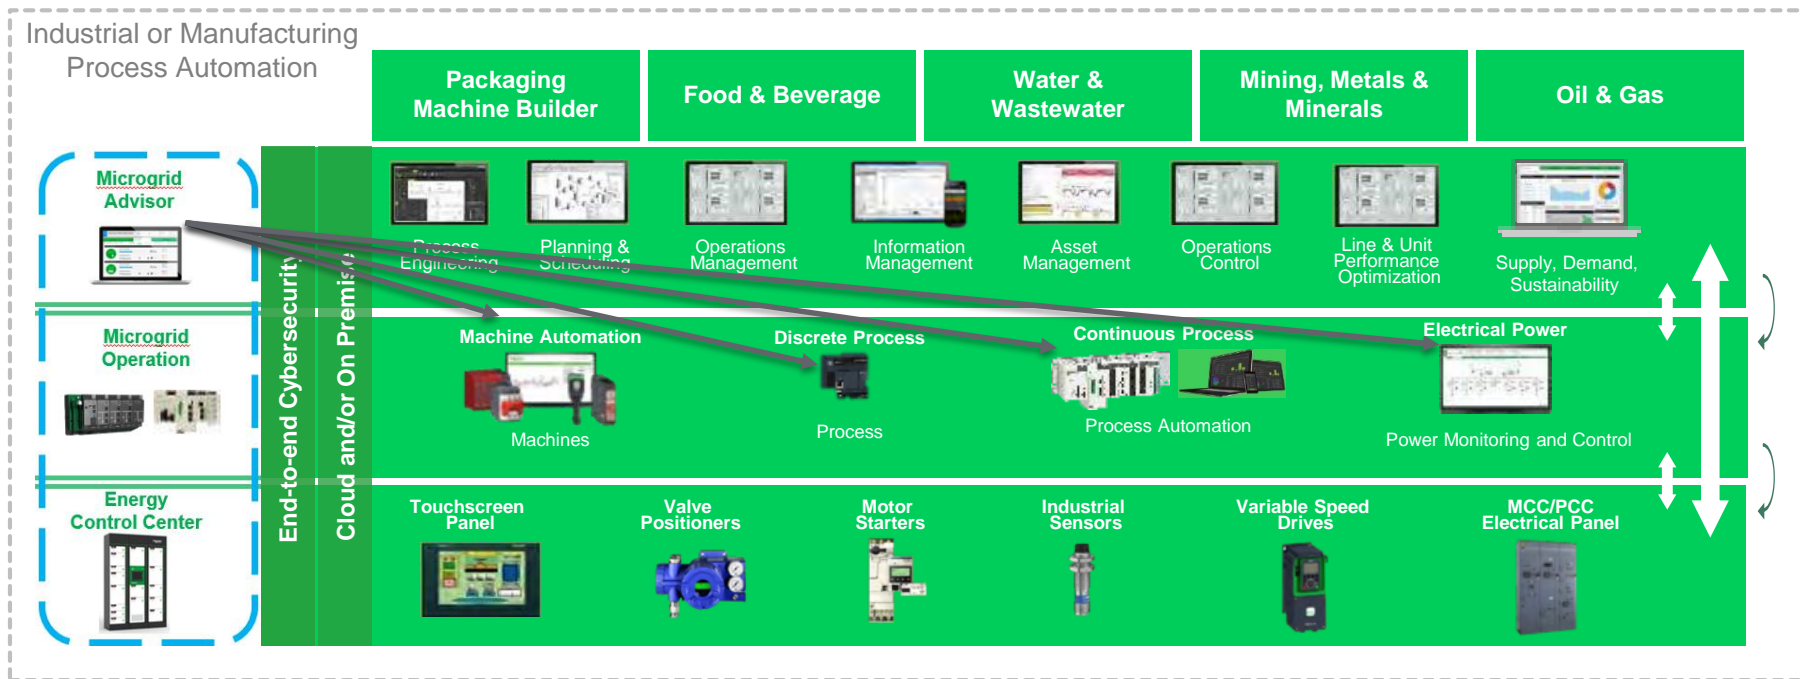 Industrial or Manufacturing
Process Automation
Packaging
Machine Builder
Food & Beverage
Water &
Wastewater
Mining, Metals &
Minerals
Oil & Gas
Microgrid
Advisor
Microgrid
Operation
Energy
Control Center
End-to-end Cybersecurity
Cloud and/or On Premise
Process
Engineering
Planning &
Scheduling
Operations
Management
Information
Management
Asset
Management
Operations
Control
Line & Unit
Performance
Optimization
Supply, Demand,
Sustainability
Machine Automation
Machines
Discrete Process
Process
Continuous Process
Process Automation
Electrical Power
Power Monitoring and Control
Touchscreen
Panel
Valve
Positioners
Motor
Starters
Industrial
Sensors
Variable Speed
Drives
MCC/PCC
Electrical Panel